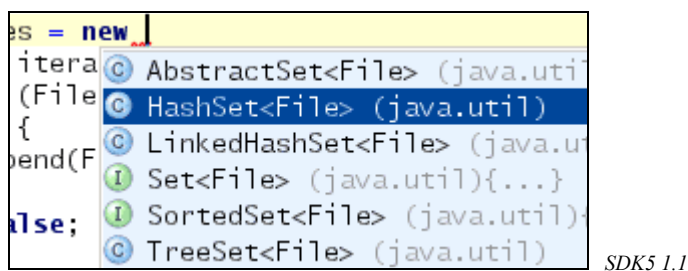 es = new
itera
(File
{
pend(F
alse;
C AbstractSet<File> (java.util
C HashSet<File> (java.util)
C LinkedHashSet<File> (java.ut
I Set<File> (java.util){...}
I SortedSet<File> (java.util){
C TreeSet<File> (java.util)
SDK5 1.1